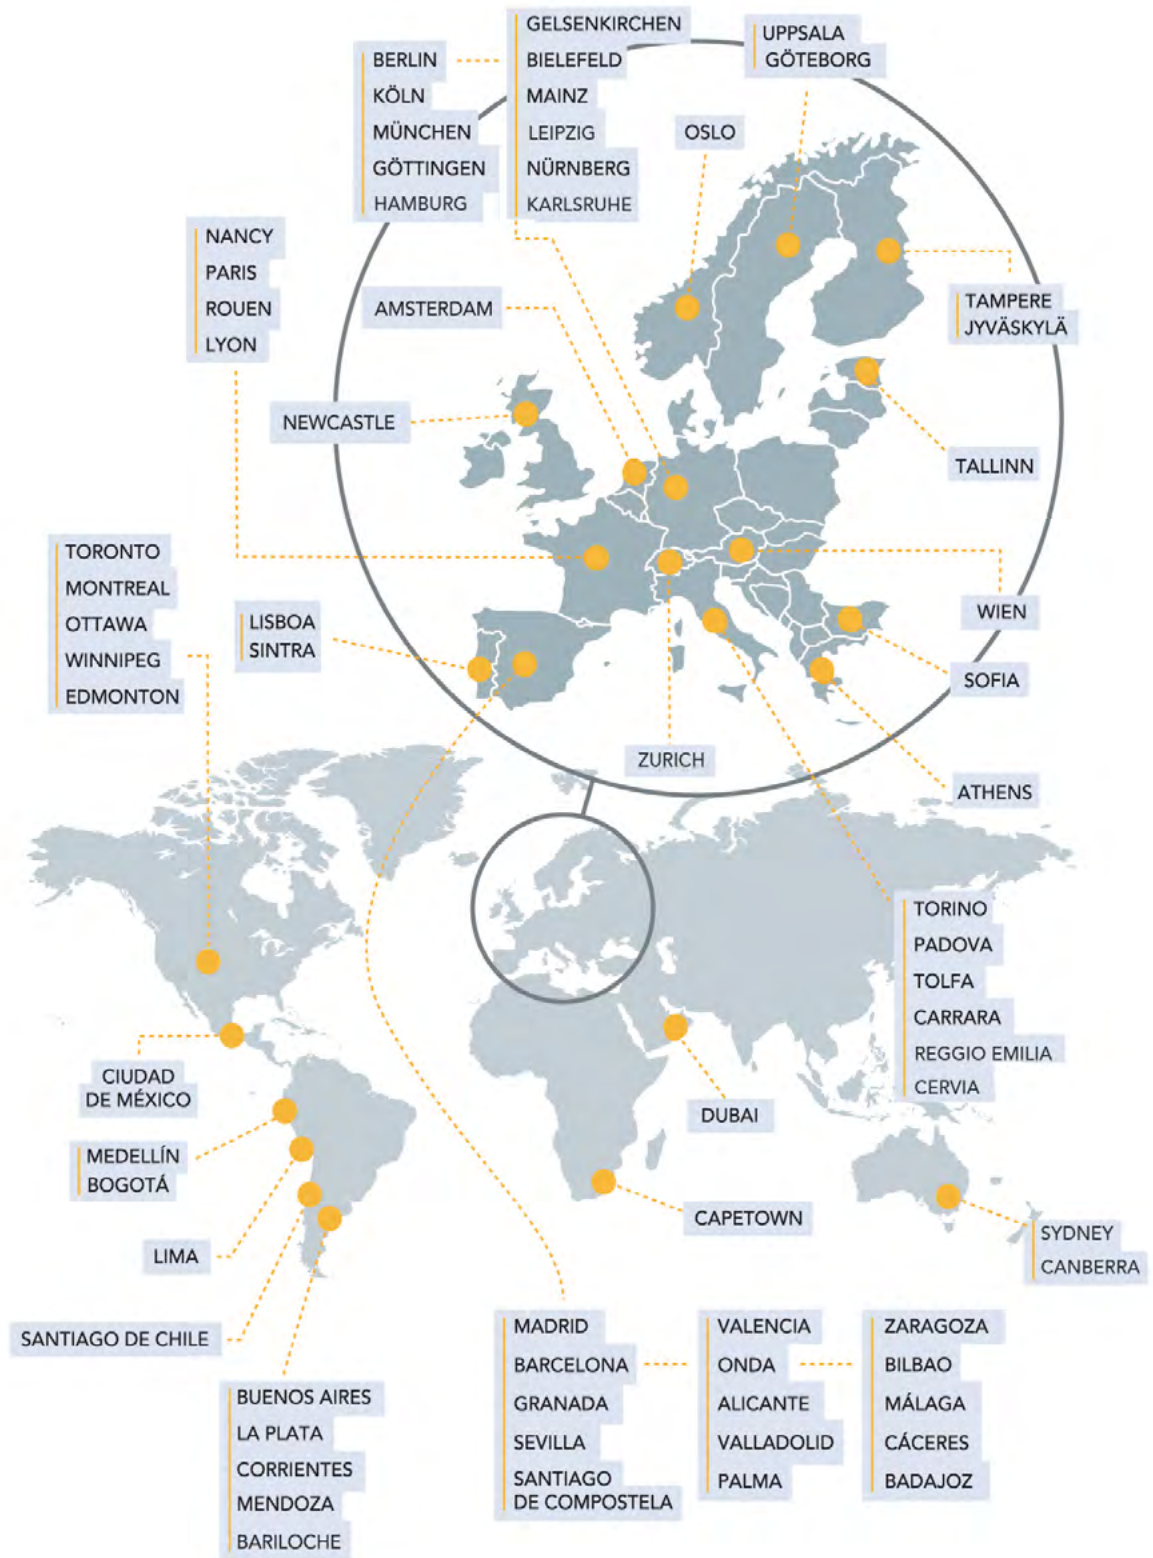 GELSENKIRCHEN
BIELEFELD
MAINZ
LEIPZIG
NÜRNBERG
KARLSRUHE
BERLIN
KÖLN
MÜNCHEN
GÖTTINGEN
HAMBURG
UPPSALA
GÖTEBORG
OSLO
NANCY
PARIS
ROUEN
LYON
AMSTERDAM
TAMPERE
JYVÄSKYLÄ
NEWCASTLE
TALLINN
TORONTO
MONTREAL
OTTAWA
WINNIPEG
EDMONTON
LISBOA
SINTRA
WIEN
SOFIA
ZURICH
ATHENS
TORINO
PADOVA
TOLFA
CARRARA
REGGIO EMILIA
CERVIA
CIUDAD
DE MÉXICO
DUBAI
MEDELLÍN
BOGOTÁ
CAPETOWN
LIMA
SYDNEY
CANBERRA
SANTIAGO DE CHILE
BUENOS AIRES
LA PLATA
CORRIENTES
MENDOZA
BARILOCHE
MADRID
BARCELONA
GRANADA
SEVILLA
SANTIAGO
DE COMPOSTELA
VALENCIA
ONDA
ALICANTE
VALLADOLID
PALMA
ZARAGOZA
BILBAO
MÁLAGA
CÁCERES
BADAJOZ